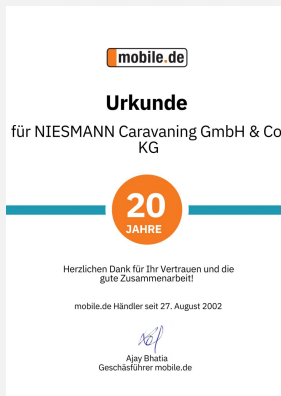 mobile.de
Urkunde
für NIESMANN Caravaning GmbH & Co
KG
20
JAHRE
Herzlichen Dank für Ihr Vertrauen und die
gute Zusammenarbeit!
mobile.de Händler seit 27. August 2002
Ajay Bhatia
Geschäsführer mobile.de